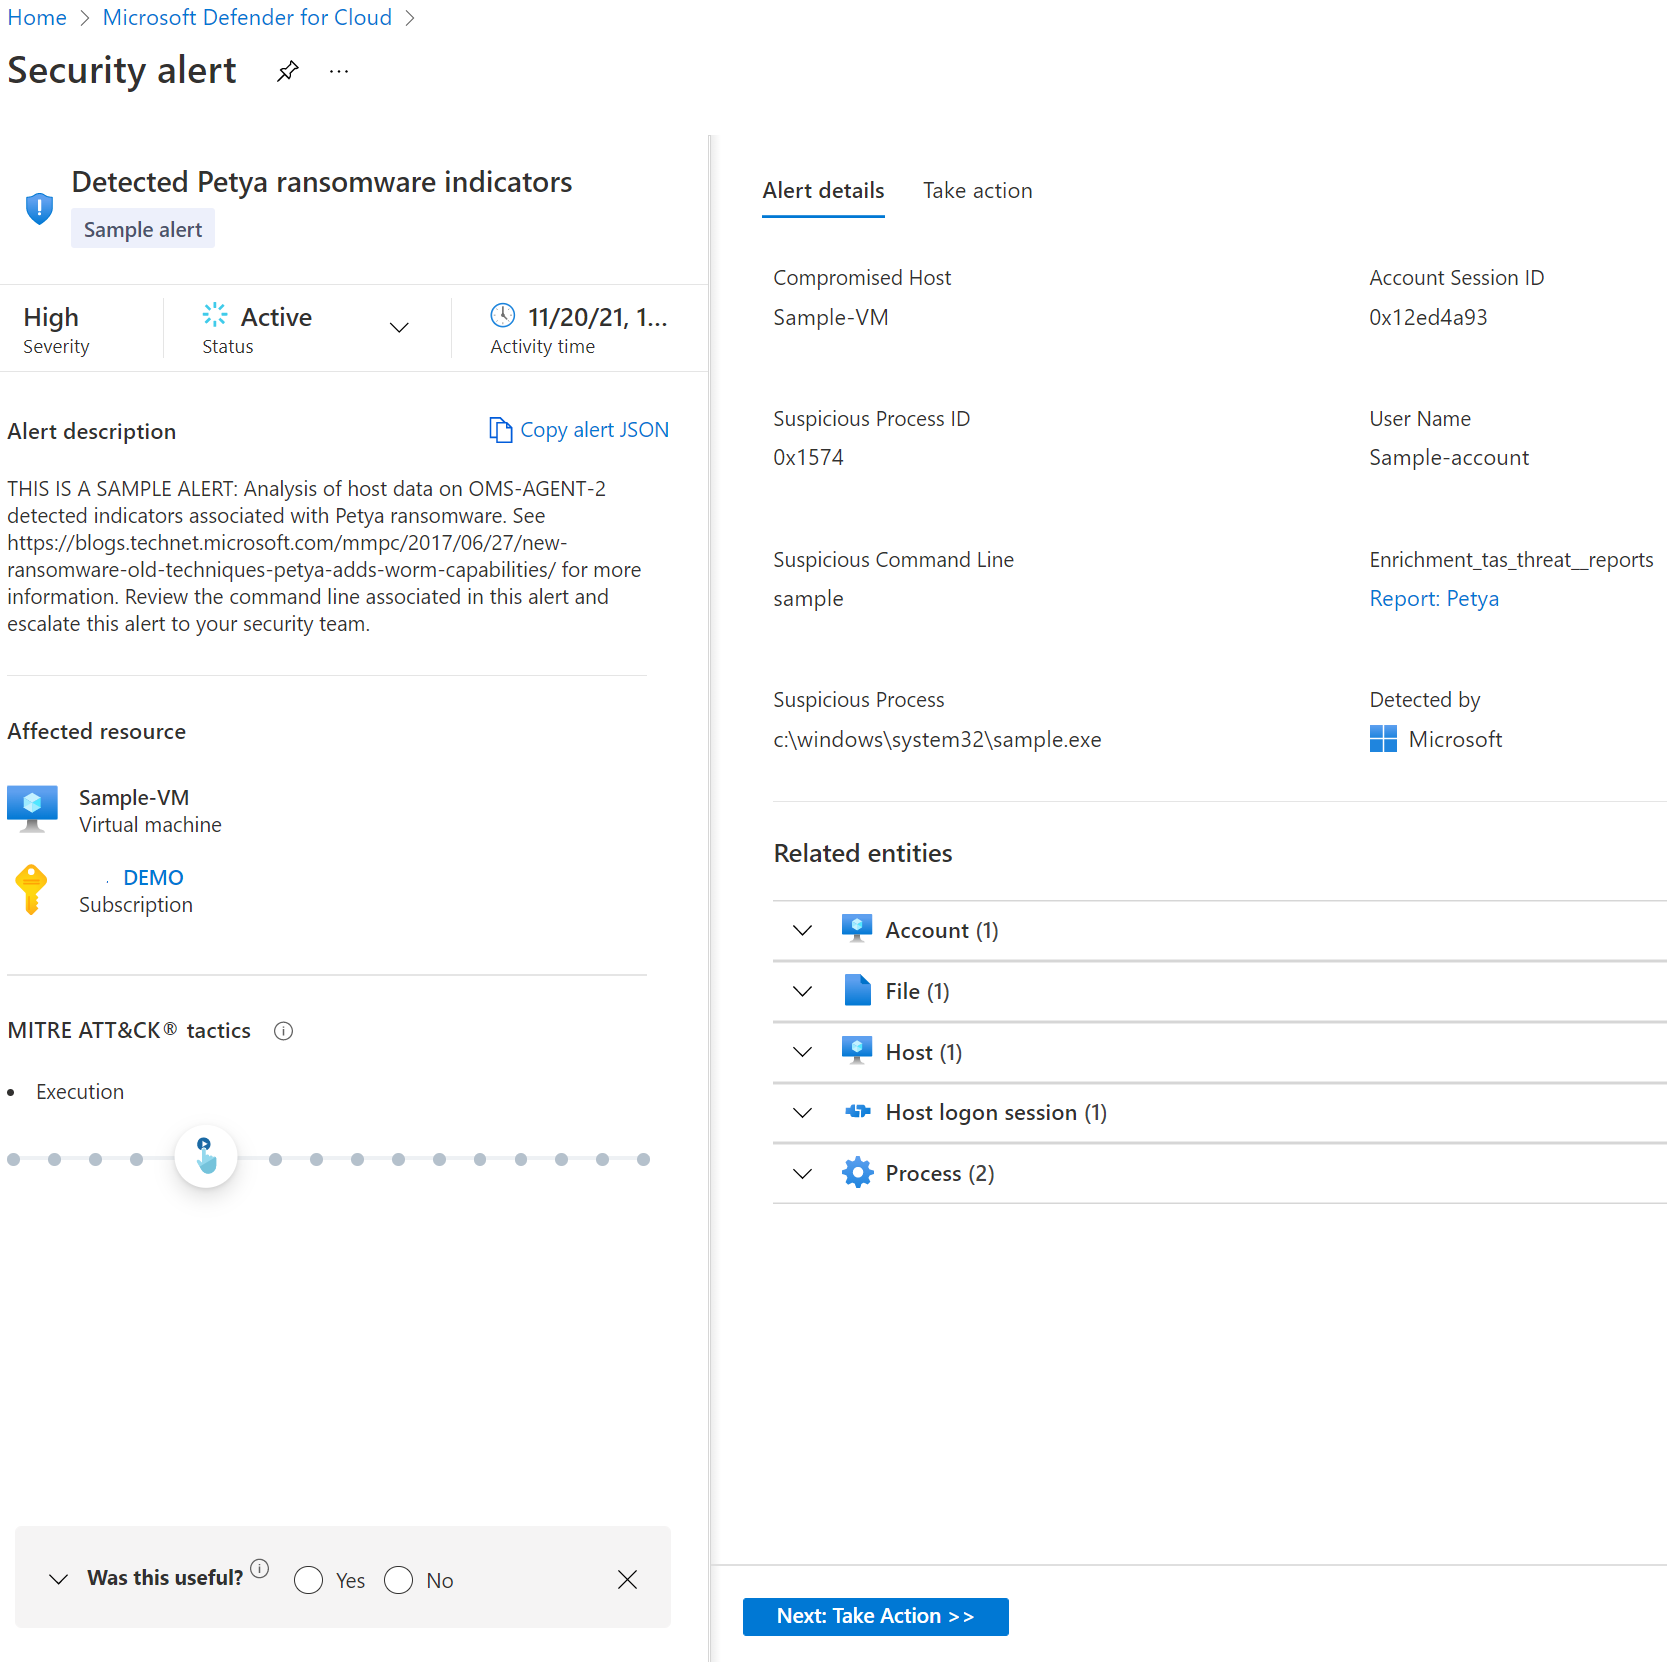 Home > Microsoft Defender for Cloud >
Security alert ...
Detected Petya ransomware indicators
Sample alert
High
Severity
Active
Status
11/20/21, 1...
Activity time
Alert description
Copy alert JSON
THIS IS A SAMPLE ALERT: Analysis of host data on OMS-AGENT-2
detected indicators associated with Petya ransomware. See
https://blogs.technet.microsoft.com/mmpc/2017/06/27/new-
ransomware-old-techniques-petya-adds-worm-capabilities/ for more
information. Review the command line associated in this alert and
escalate this alert to your security team.
Affected resource
Sample-VM
Virtual machine
DEMO
Subscription
MITRE ATT&CK® tactics
• Execution
Was this useful?
Yes
No
Alert details
Take action
Compromised Host
Sample-VM
Account Session ID
0x12ed4a93
Suspicious Process ID
0x1574
User Name
Sample-account
Suspicious Command Line
sample
Enrichment_tas_threat__reports
Report: Petya
Suspicious Process
c:\windows\system32\sample.exe
Detected by
Microsoft
Related entities
Account (1)
File (1)
Host (1)
Host logon session (1)
Process (2)
Next: Take Action >>